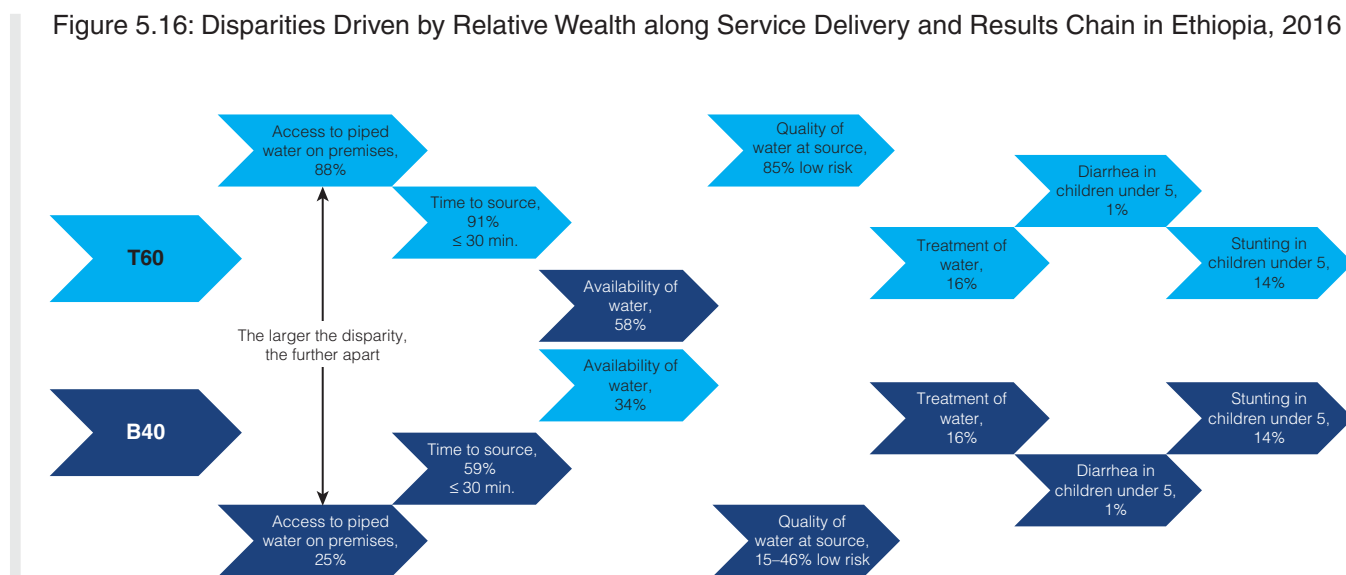 Figure 5.16: Disparities Driven by Relative Wealth along Service Delivery and Results Chain in Ethiopia, 2016
T60
Access to piped
water on premises,
88%
Time to source,
91%
≤ 30 min.
Availability of
water,
58%
Quality of
water at source,
85% low risk
Treatment of
water,
16%
Diarrhea in
children under 5,
1%
Stunting in
children under 5,
14%
The larger the disparity,
the further apart
B40
Access to piped
water on premises,
25%
Time to source,
59%
≤ 30 min.
Availability of
water,
34%
Quality of
water at source,
15–46% low risk
Treatment of
water,
16%
Diarrhea in
children under 5,
1%
Stunting in
children under 5,
14%